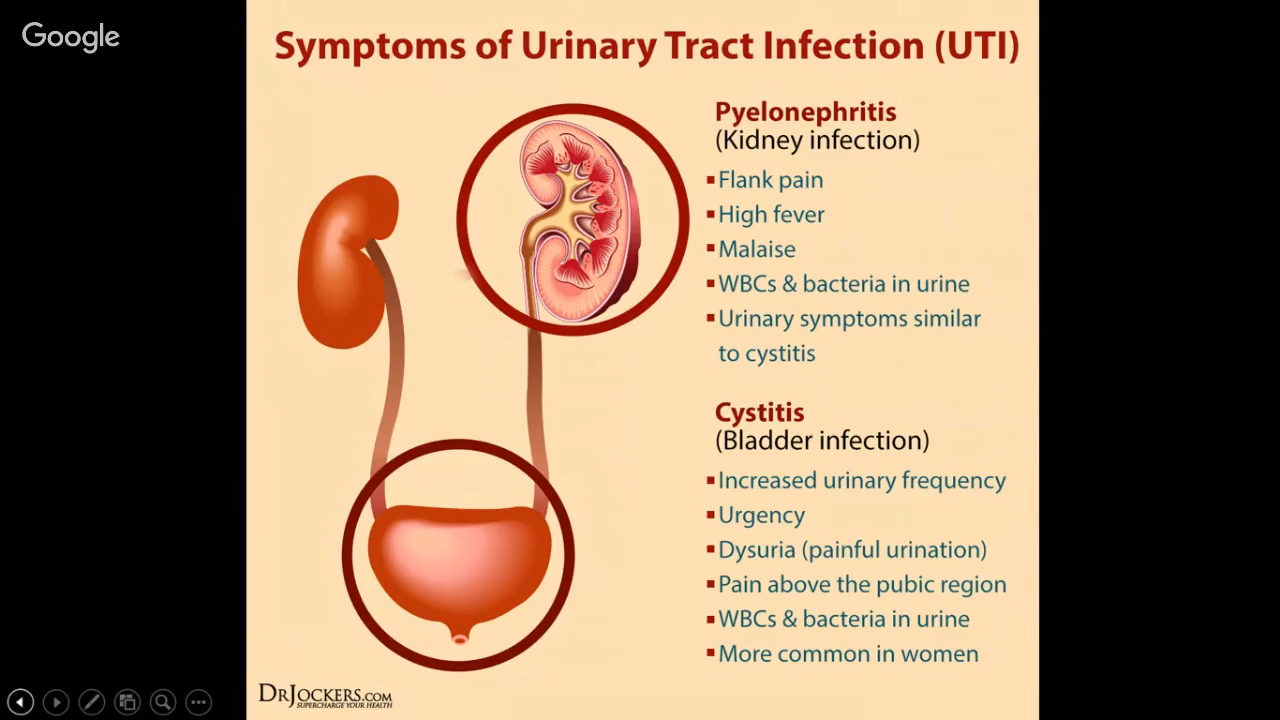 Google
Symptoms of Urinary Tract Infection (UTI)
Pyelonephritis
(Kidney infection)
▪Flank pain
▪High fever
▪Malaise
▪WBCs & bacteria in urine
▪Urinary symptoms similar
to cystitis
Cystitis
(Bladder infection)
▪Increased urinary frequency
▪Urgency
▪Dysuria (painful urination)
▪Pain above the pubic region
▪WBCs & bacteria in urine
▪More common in women
DRJOCKERS.COM
SUPERCHARGE YOUR HEALTH